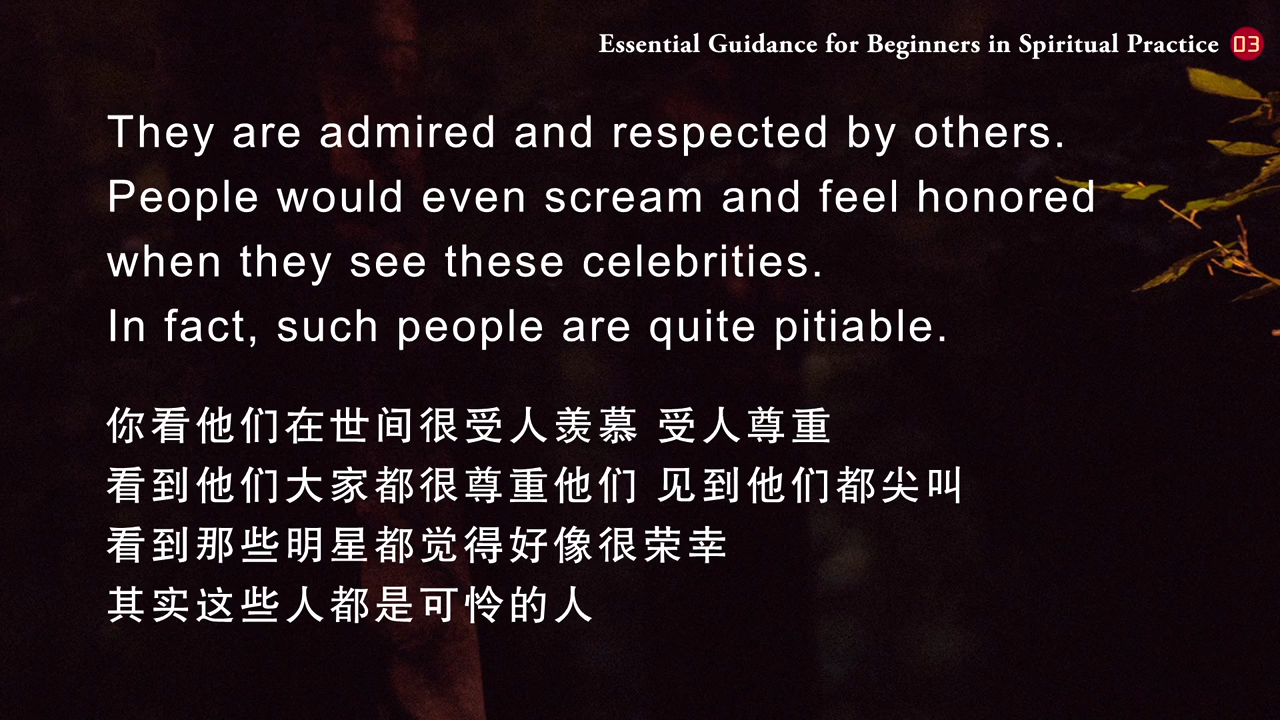 Essential Guidance for Beginners in Spiritual Practice 03
They are admired and respected by others.
People would even scream and feel honored
when they see these celebrities.
In fact, such people are quite pitiable.
你看他们在世间很受人羡慕 受人尊重
看到他们大家都很尊重他们 见到他们都尖叫
看到那些明星都觉得好像很荣幸
其实这些人都是可怜的人